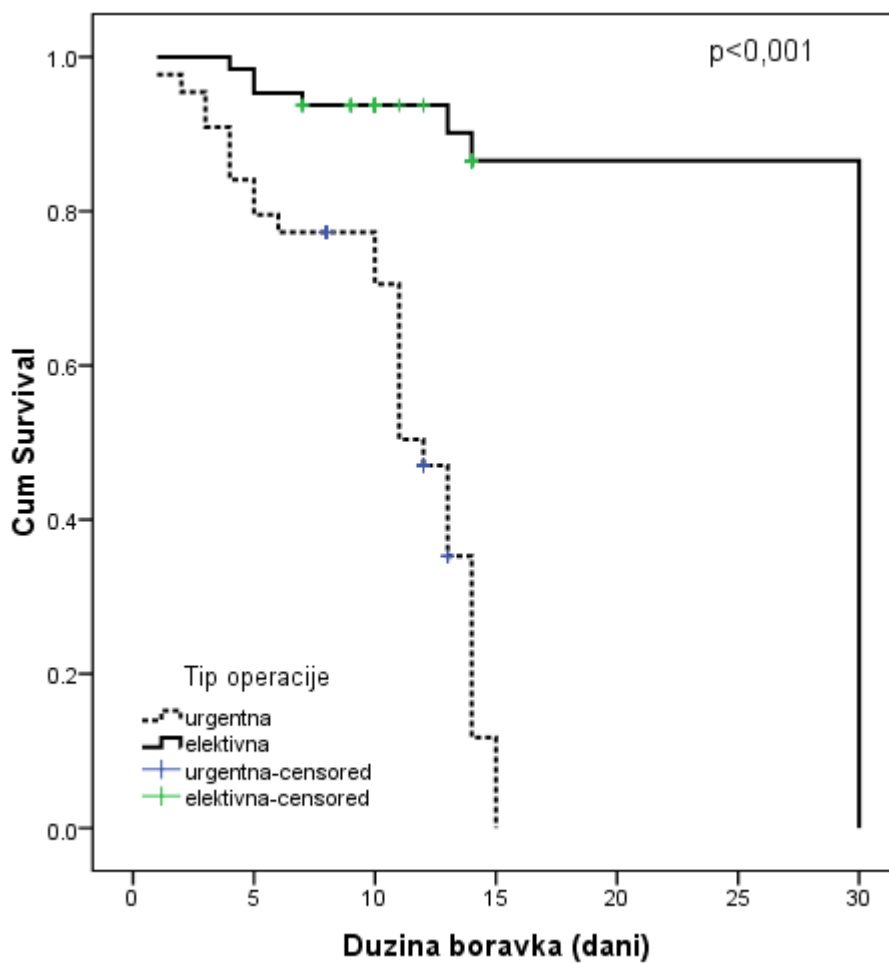 p<0,001
1.0
0.8
0.6
0.4
0.2
0.0
Cum Survival
Tip operacije
urgentna
elektivna
urgentna-censored
elektivna-censored
0 5 10 15 20 25 30
Duzina boravka (dani)